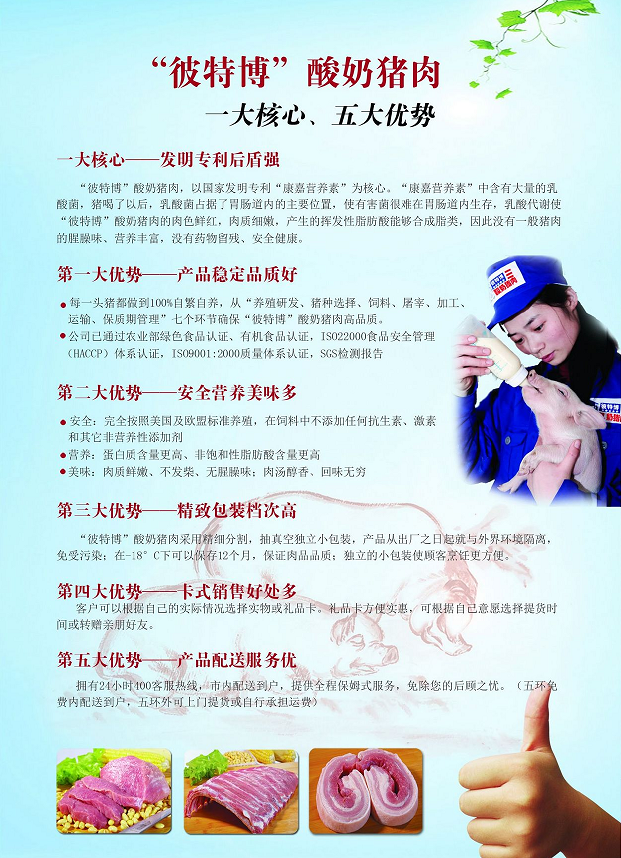 “彼特博”酸奶猪肉
一大核心、五大优势
一大核心——发明专利后盾强
“彼特博”酸奶猪肉，以国家发明专利“康嘉营养素”为核心。“康嘉营养素”中含有大量的乳
酸菌，猪喝了以后，乳酸菌占据了胃肠道内的主要位置，使有害菌很难在胃肠道内生存，乳酸代谢使
“彼特博”酸奶猪肉的肉色鲜红，肉质细嫩，产生的挥发性脂肪酸能够合成脂类，因此没有一般猪肉
的腥臊味、营养丰富，没有药物留残、安全健康。
第一大优势——产品稳定品质好
●每一头猪都做到100%自繁自养，从“养殖研发、猪种选择、饲料、屠宰、加工、
运输、保质期管理”七个环节确保“彼特博”酸奶猪肉高品质。
●公司已通过农业部绿色食品认证、有机食品认证，ISO22000食品安全管理
（HACCP）体系认证，ISO9001:2000质量体系认证，SGS检测报告
第二大优势——安全营养美味多
●安全：完全按照美国及欧盟标准养殖，在饲料中不添加任何抗生素、激素
和其它非营养性添加剂
●营养：蛋白质含量更高、非饱和性脂肪酸含量更高
●美味：肉质鲜嫩、不发柴、无腥臊味；肉汤醇香、回味无穷
第三大优势——精致包装档次高
“彼特博”酸奶猪肉采用精细分割，抽真空独立小包装，产品从出厂之日起就与外界环境隔离，
免受污染；在-18°C下可以保存12个月，保证肉品品质；独立的小包装使顾客烹饪更方便。
第四大优势——卡式销售好处多
客户可以根据自己的实际情况选择实物或礼品卡。礼品卡方便实惠，可根据自己意愿选择提货时
间或转赠亲朋好友。
第五大优势——产品配送服务优
拥有24小时400客服热线，市内配送到户，提供全程保姆式服务，免除您的后顾之忧。（五环免
费内配送到户，五环外可上门提货或自行承担运费）